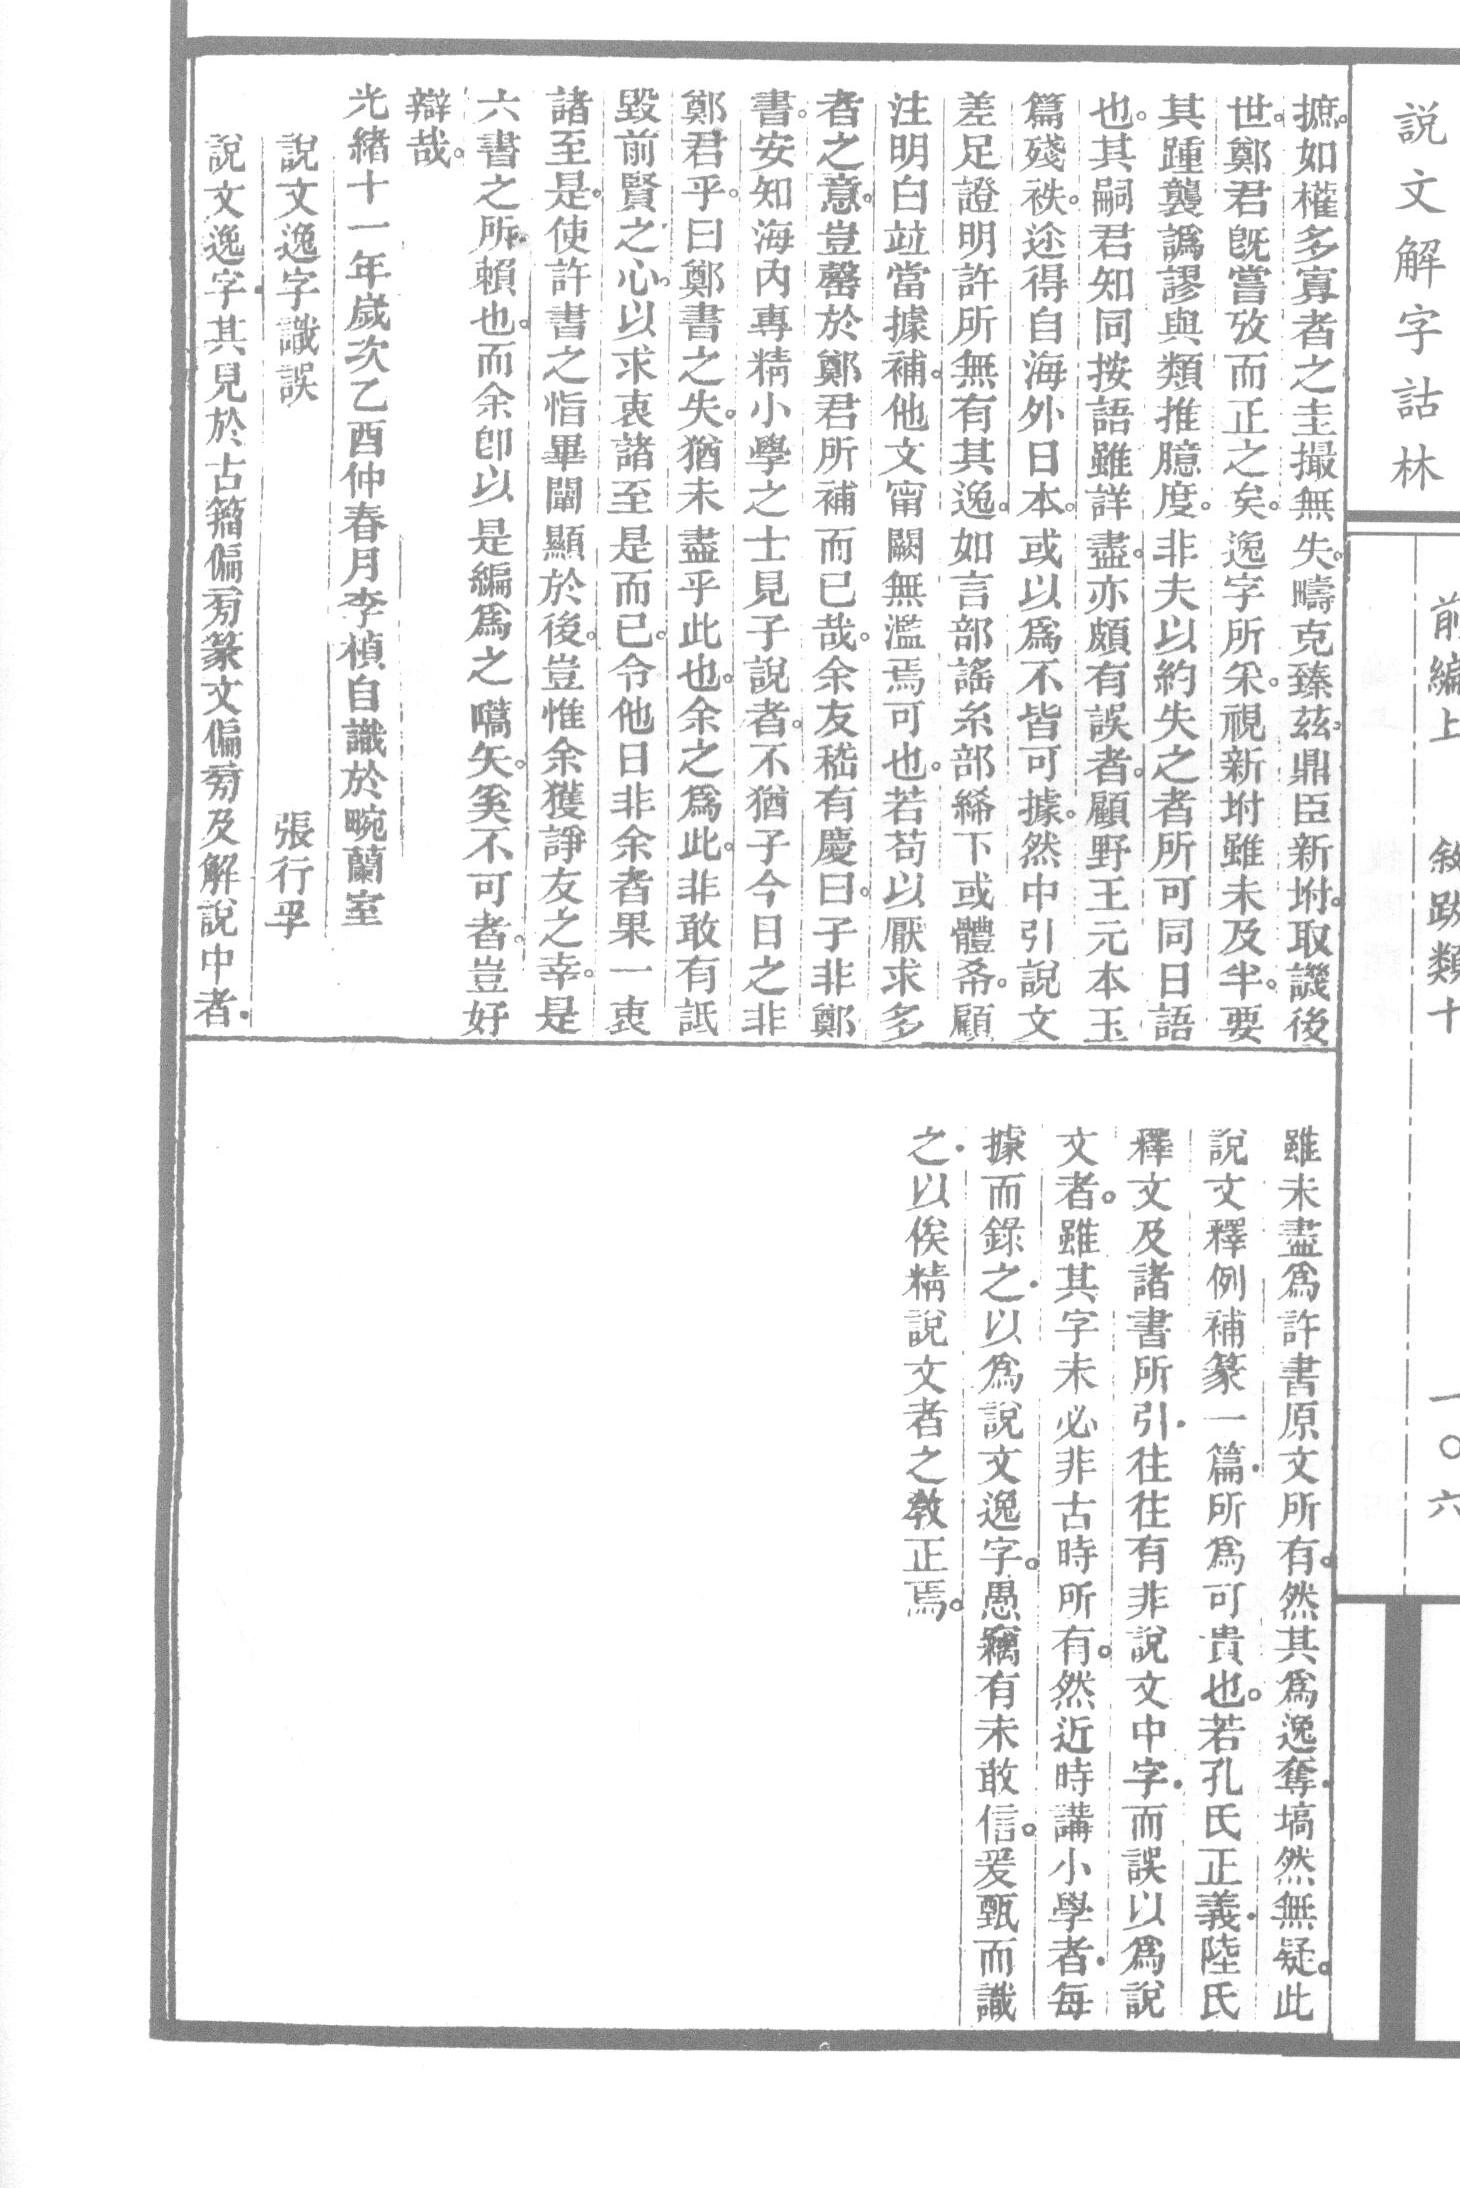 說文解字詁林
前編上　敘跋類十　一〇六
摭。如權多寡者之圭撮無失。疇克臻茲。鼎臣新坿。取譏後
世。鄭君旣嘗攷而正之矣。逸字所采。視新坿雖未及半。要
其踵襲譌謬。與類推臆度。非夫以約失之者所可同日語
也。其嗣君知同按語雖詳盡。亦頗有誤者。顧野王元本玉
篇殘袟。迻得自海外日本。或以爲不皆可據。然中引說文
差足證明許所無有其逸。如言部謠糸部綈下或體𢁥。顧
注明白竝當據補。他文甯闕無濫焉可也。若苟以厭求多
者之意。豈罄於鄭君所補而已哉。余友嵇有慶曰。子非鄭
書。安知海內專精小學之士見子說者。不猶子今日之非
鄭君乎。曰鄭書之失。猶未盡乎此也。余之爲此。非敢有詆
毀前賢之心。以求衷諸至是而已。令他日非余者果一衷
諸至是。使許書之恉畢闡顯於後。豈惟余獲諍友之幸。是
六書之所賴也。而余卽以是編爲之嚆矢。奚不可者。豈好
辯哉。
光緒十一年歲次乙酉仲春月李楨自識於畹蘭室
說文逸字識誤　張行孚
說文逸字。其見於古籀偏旁篆文偏旁及解說中者．
雖未盡爲許書原文所有。然其爲逸奪．塙然無疑。此
說文釋例補篆一篇．所爲可貴也。若孔氏正義．陸氏
釋文及諸書所引．往往有非說文中字．而誤以爲說
文者。雖其字未必非古時所有。然近時講小學者．每
據而錄之．以爲說文逸字。愚竊有未敢信。爰甄而識
之．以俟精說文者之敎正焉。